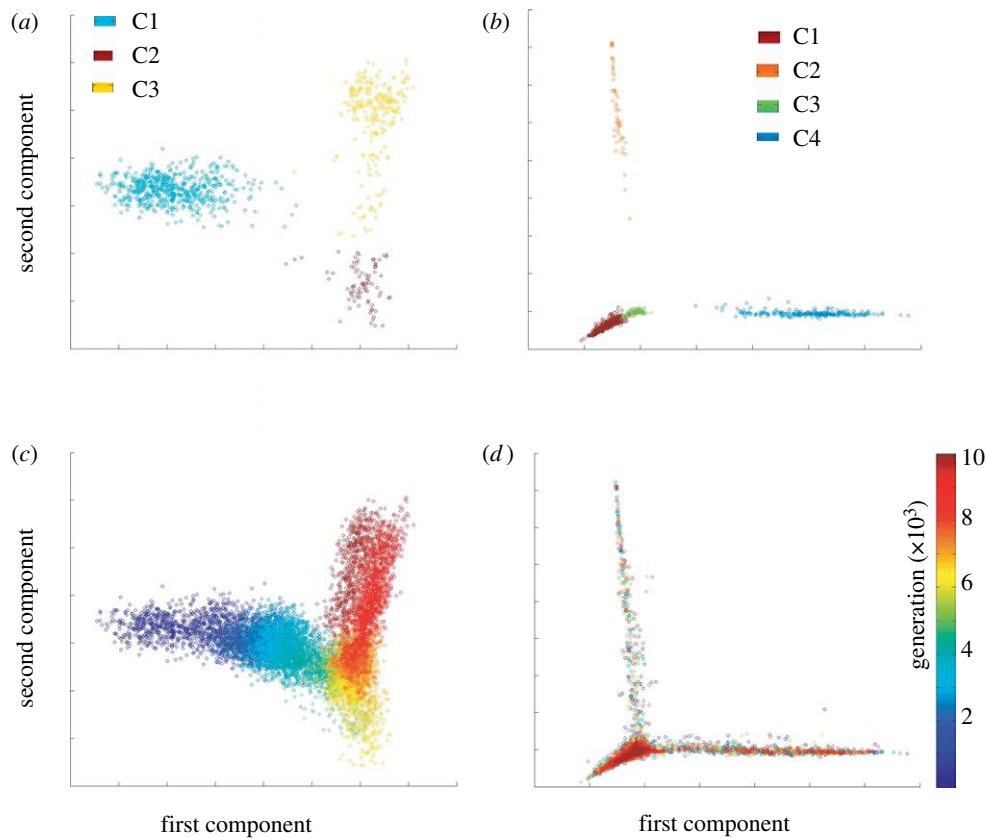 (a)
C1
C2
C3
second component
(b)
C1
C2
C3
C4
(c)
second component
first component
(d)
first component
generation (×10³)
10
8
6
4
2